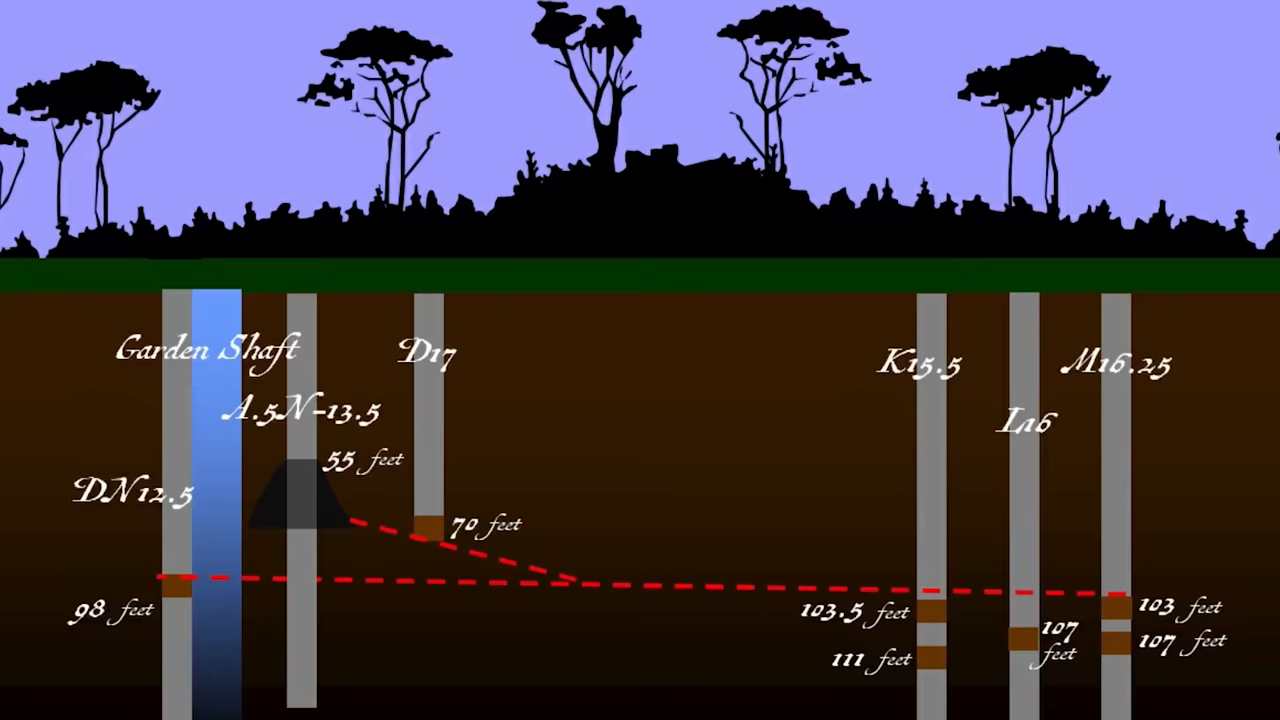 Garden Shaft
D17
K15.5
M16.25
A.5N-13.5
L16
55 feet
DN12.5
70 feet
98 feet
103.5 feet
103 feet
107
feet
107 feet
111 feet